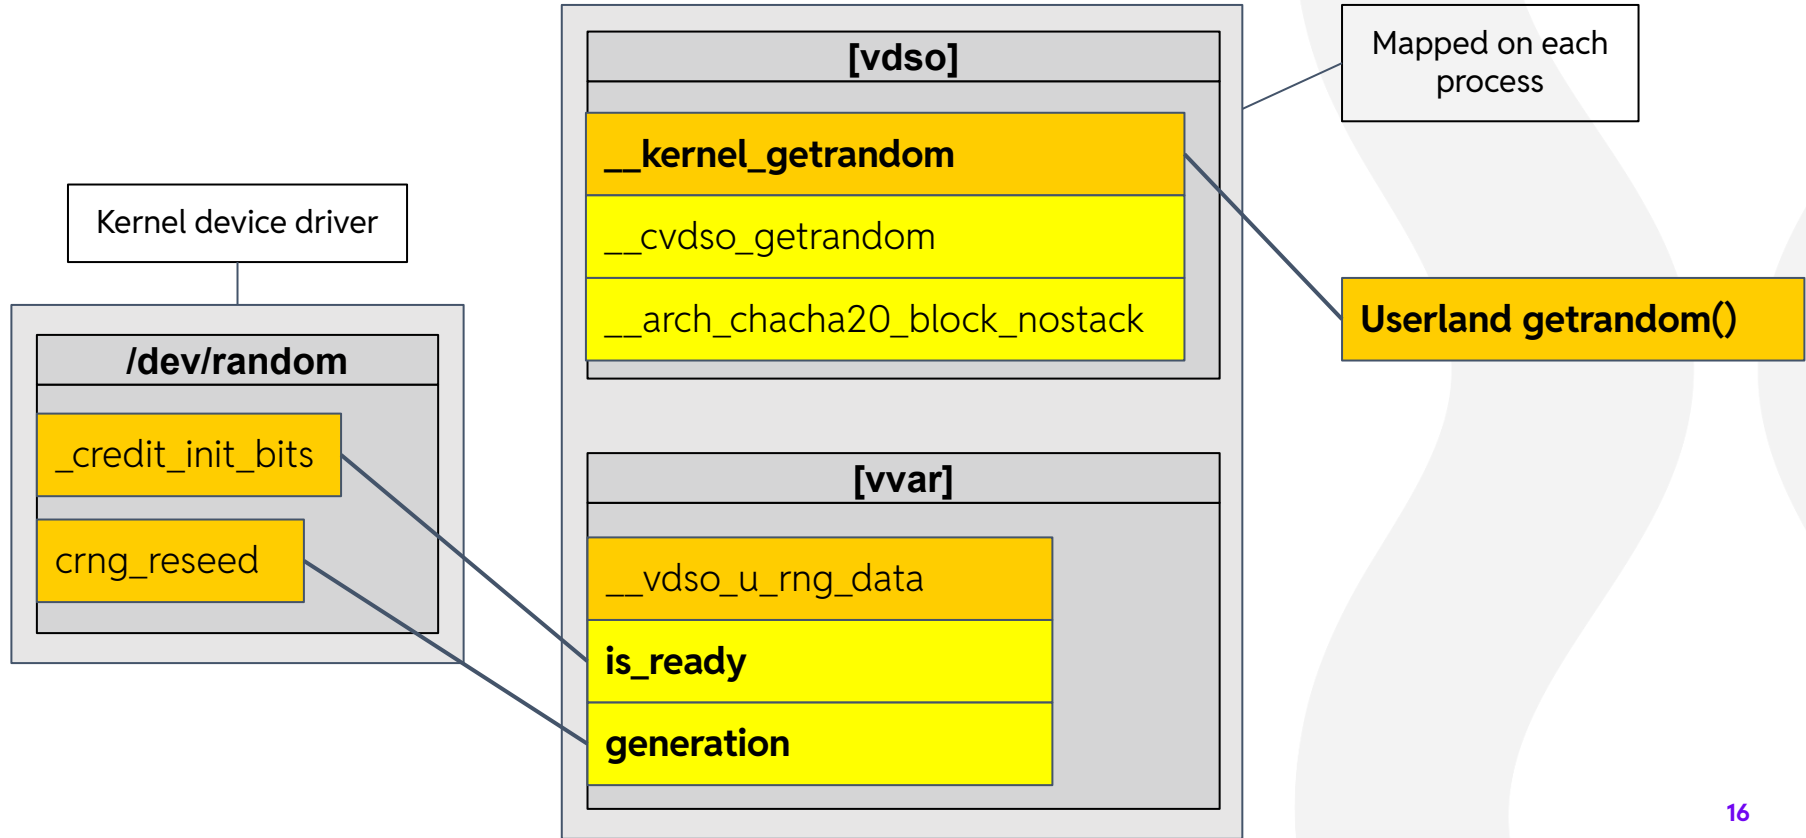 Kernel device driver
/dev/random
_credit_init_bits
crng_reseed
[vdso]
__kernel_getrandom
__cvdso_getrandom
__arch_chacha20_block_nostack
[vvar]
__vdso_u_rng_data
is_ready
generation
Mapped on each
process
Userland getrandom()
16